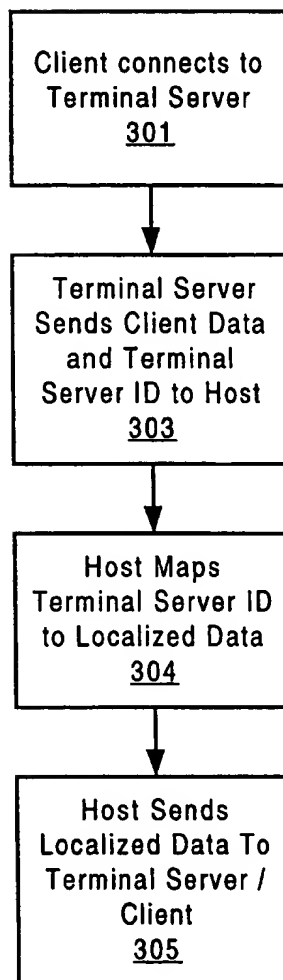 Client connects to
Terminal Server
301
Terminal Server
Sends Client Data
and Terminal
Server ID to Host
303
Host Maps
Terminal Server ID
to Localized Data
304
Host Sends
Localized Data To
Terminal Server /
Client
305